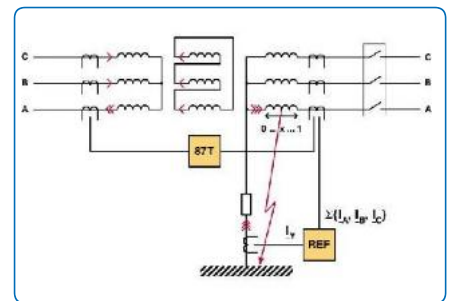 C
C
B
B
A
A
0 ... x ... 1
87T
Σ(I_A, I_B, I_C)
I_Y
REF